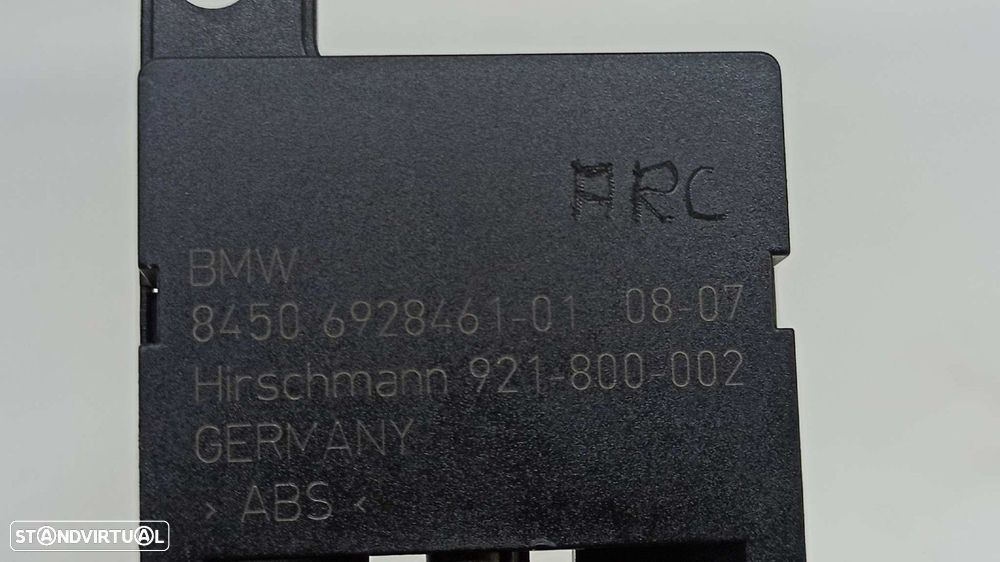 ARC
BMW
8450 6928461-01 08-07
Hirschmann 921-800-002
GERMANY
> ABS <
STANDVIRTUAL